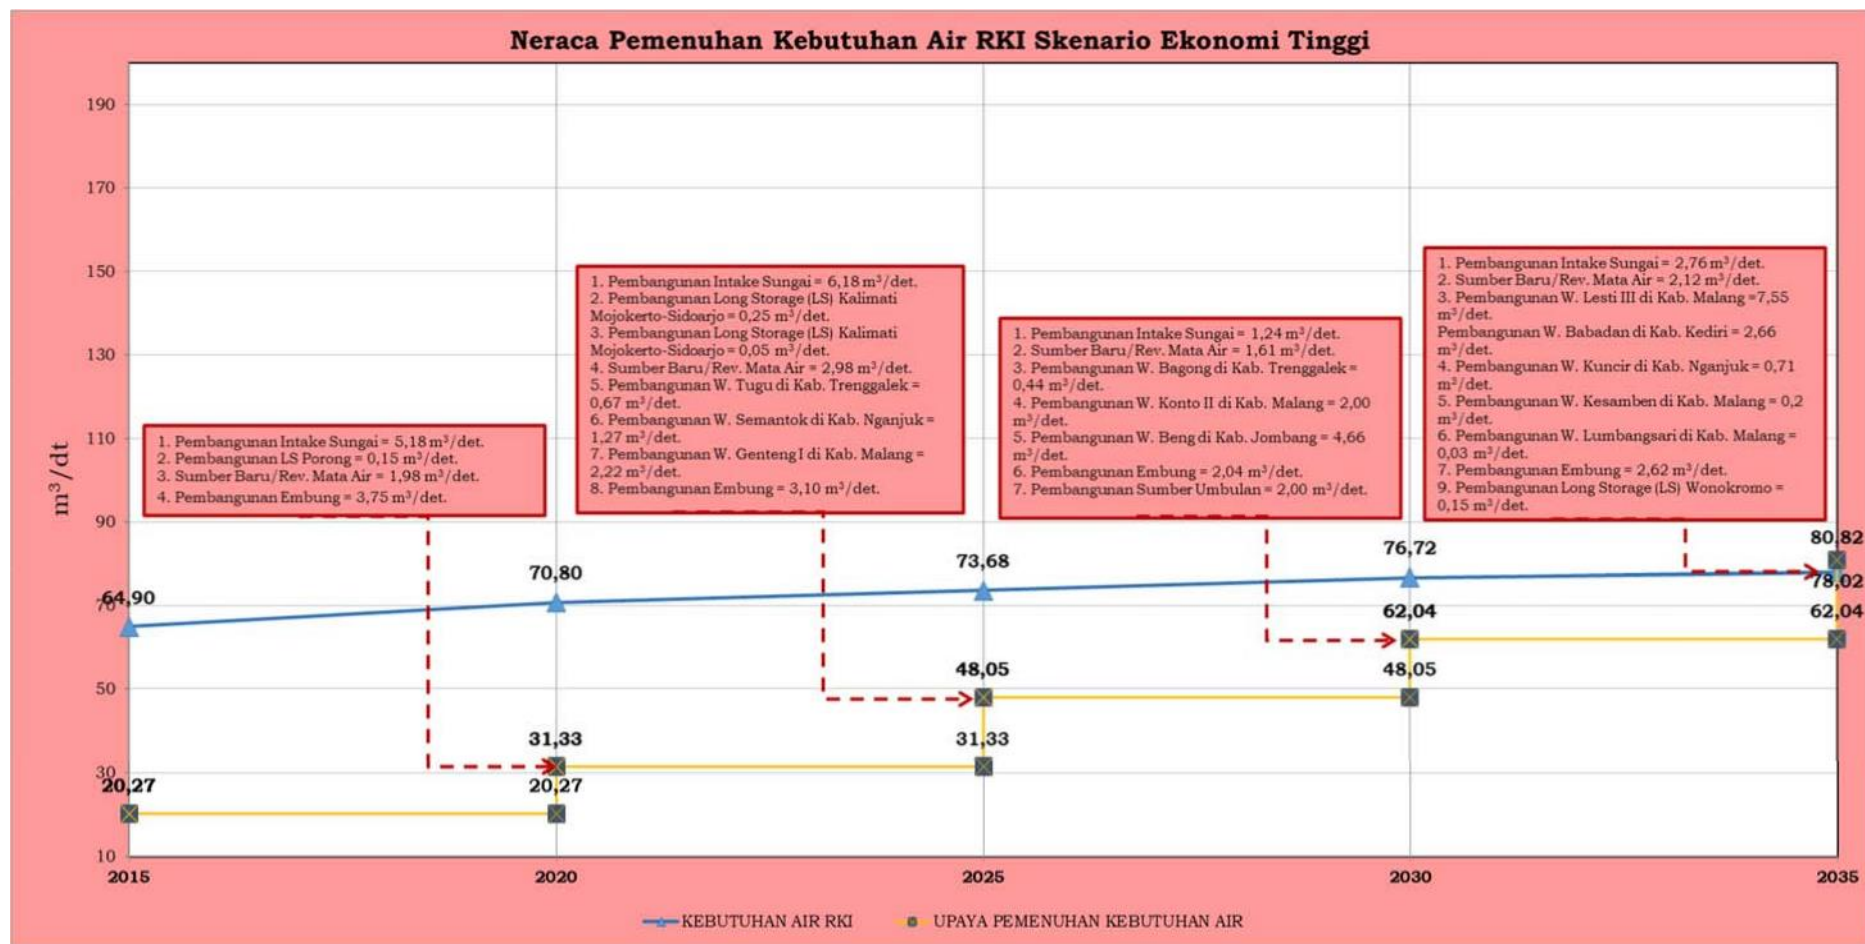 Neraca Pemenuhan Kebutuhan Air RKI Skenario Ekonomi Tinggi
m³/dt
190
170
150
130
110
90
70
50
30
10
1. Pembangunan Intake Sungai = 5,18 m³/det.
2. Pembangunan LS Porong = 0,15 m³/det.
3. Sumber Baru/Rev. Mata Air = 1,98 m³/det.
4. Pembangunan Embung = 3,75 m³/det.
1. Pembangunan Intake Sungai = 6,18 m³/det.
2. Pembangunan Long Storage (LS) Kalimati
Mojokerto-Sidoarjo = 0,25 m³/det.
3. Pembangunan Long Storage (LS) Kalimati
Mojokerto-Sidoarjo = 0,05 m³/det.
4. Sumber Baru/Rev. Mata Air = 2,98 m³/det.
5. Pembangunan W. Tugu di Kab. Trenggalek =
0,67 m³/det.
6. Pembangunan W. Semantok di Kab. Nganjuk =
1,27 m³/det.
7. Pembangunan W. Genteng I di Kab. Malang =
2,22 m³/det.
8. Pembangunan Embung = 3,10 m³/det.
1. Pembangunan Intake Sungai = 1,24 m³/det.
2. Sumber Baru/Rev. Mata Air = 1,61 m³/det.
3. Pembangunan W. Bagong di Kab. Trenggalek =
0,44 m³/det.
4. Pembangunan W. Konto II di Kab. Malang = 2,00
m³/det.
5. Pembangunan W. Beng di Kab. Jombang = 4,66
m³/det.
6. Pembangunan Embung = 2,04 m³/det.
7. Pembangunan Sumber Umbulan = 2,00 m³/det.
1. Pembangunan Intake Sungai = 2,76 m³/det.
2. Sumber Baru/Rev. Mata Air = 2,12 m³/det.
3. Pembangunan W. Lesti III di Kab. Malang =7,55
m³/det.
Pembangunan W. Babadan di Kab. Kediri = 2,66
m³/det.
4. Pembangunan W. Kuncir di Kab. Nganjuk = 0,71
m³/det.
5. Pembangunan W. Kesamben di Kab. Malang = 0,2
m³/det.
6. Pembangunan W. Lumbangsari di Kab. Malang =
0,03 m³/det.
7. Pembangunan Embung = 2,62 m³/det.
9. Pembangunan Long Storage (LS) Wonokromo =
0,15 m³/det.
64,90
70,80
73,68
76,72
80,82
78,02
62,04
62,04
48,05
48,05
31,33
31,33
20,27
20,27
2015
2020
2025
2030
2035
KEBUTUHAN AIR RKI
UPAYA PEMENUHAN KEBUTUHAN AIR